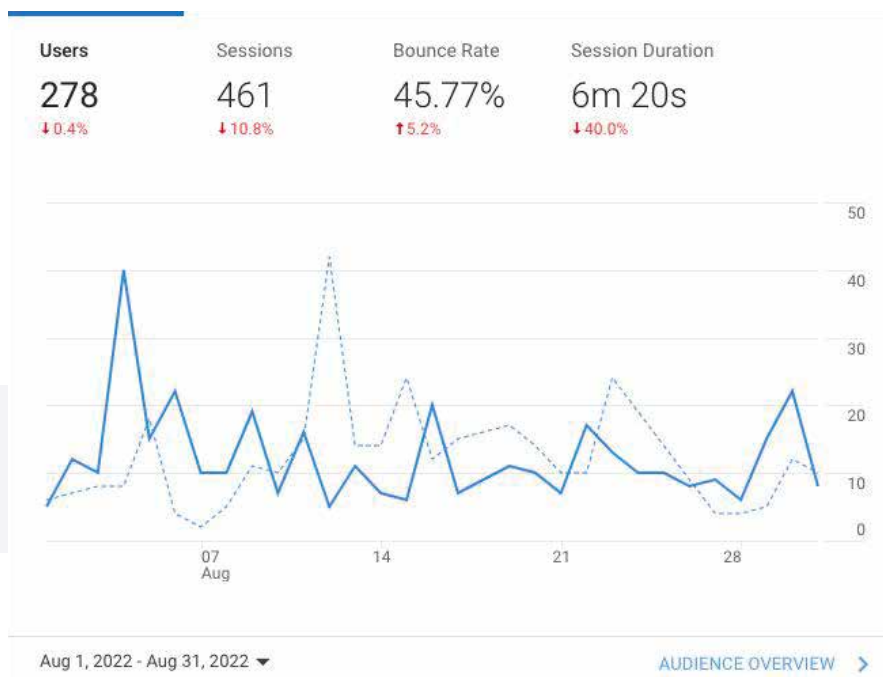 Users Sessions Bounce Rate Session Duration
278 461 45.77% 6m 20s
↓0.4% ↓10.8% ↑5.2% ↓40.0%
50
40
30
20
10
0
07 14 21 28
Aug
Aug 1, 2022 - Aug 31, 2022
AUDIENCE OVERVIEW